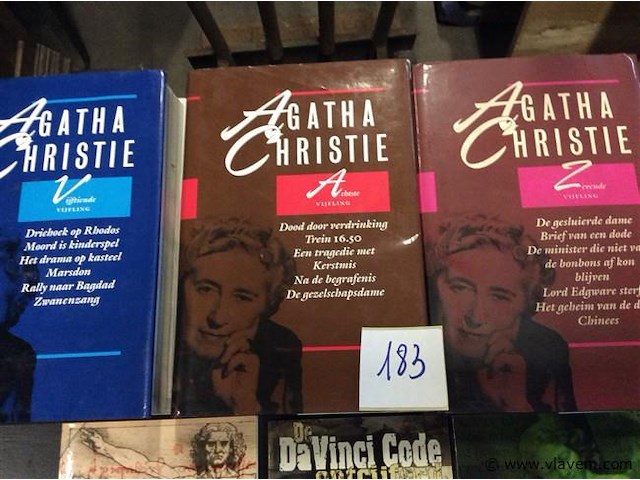 AGATHA
CHRISTIE
Vijftiende
VIJFLING
Driehoek op Rhodos
Moord is kinderspel
Het drama op kasteel
Marsdon
Rally naar Bagdad
Zwanenzang
AGATHA
CHRISTIE
Achtste
VIJFLING
Dood door verdrinking
Trein 16.50
Een tragedie met
Kerstmis
Na de begrafenis
De gezelschapsdame
183
AGATHA
CHRISTIE
Zevende
VIJFLING
De gesluierde dame
Brief van een dode
De minister die niet va
de bonbons af kon
blijven
Lord Edgware sterf
Het geheim van de d
Chinees
De
DaVinci Code
© www.vlavem.com